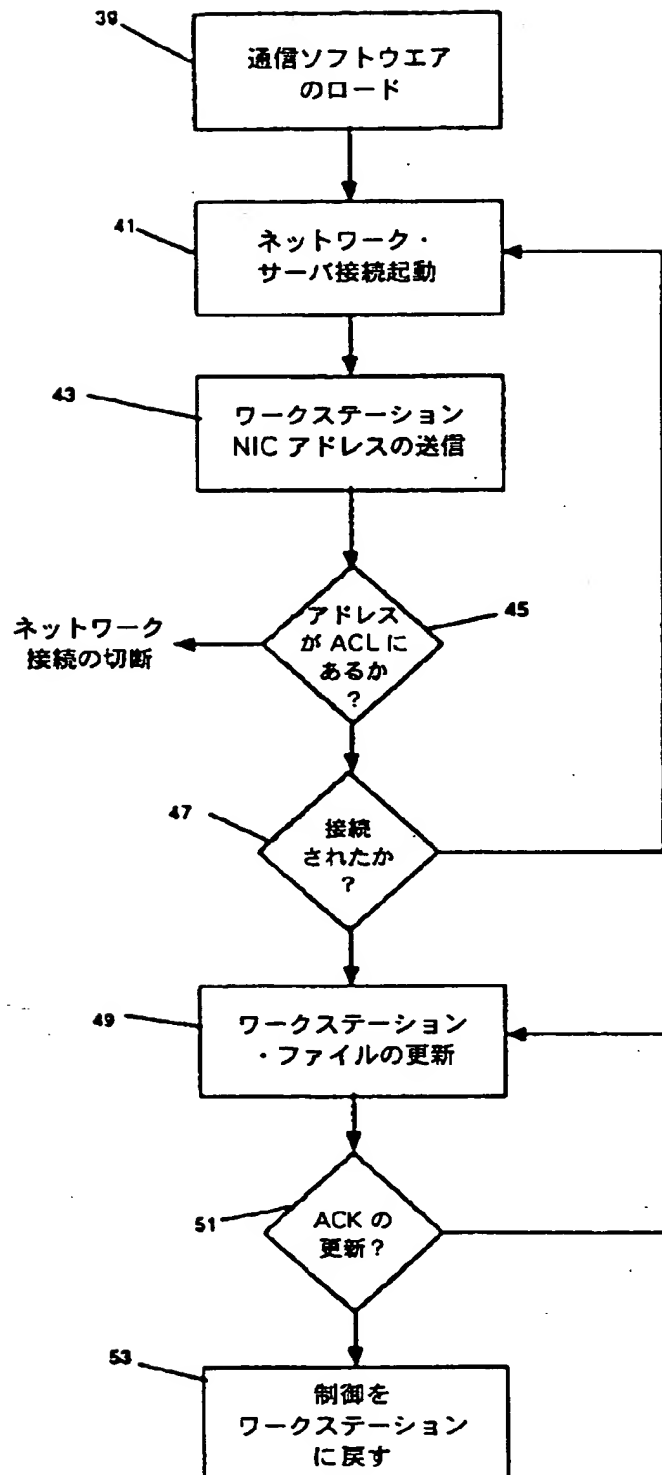 39
通信ソフトウエア
のロード
41
ネットワーク・
サーバ接続起動
43
ワークステーション
NIC アドレスの送信
45
アドレス
が ACL に
あるか
?
ネットワーク
接続の切断
47
接続
されたか
?
49
ワークステーション
・ファイルの更新
51
ACK の
更新?
53
制御を
ワークステーション
に戻す